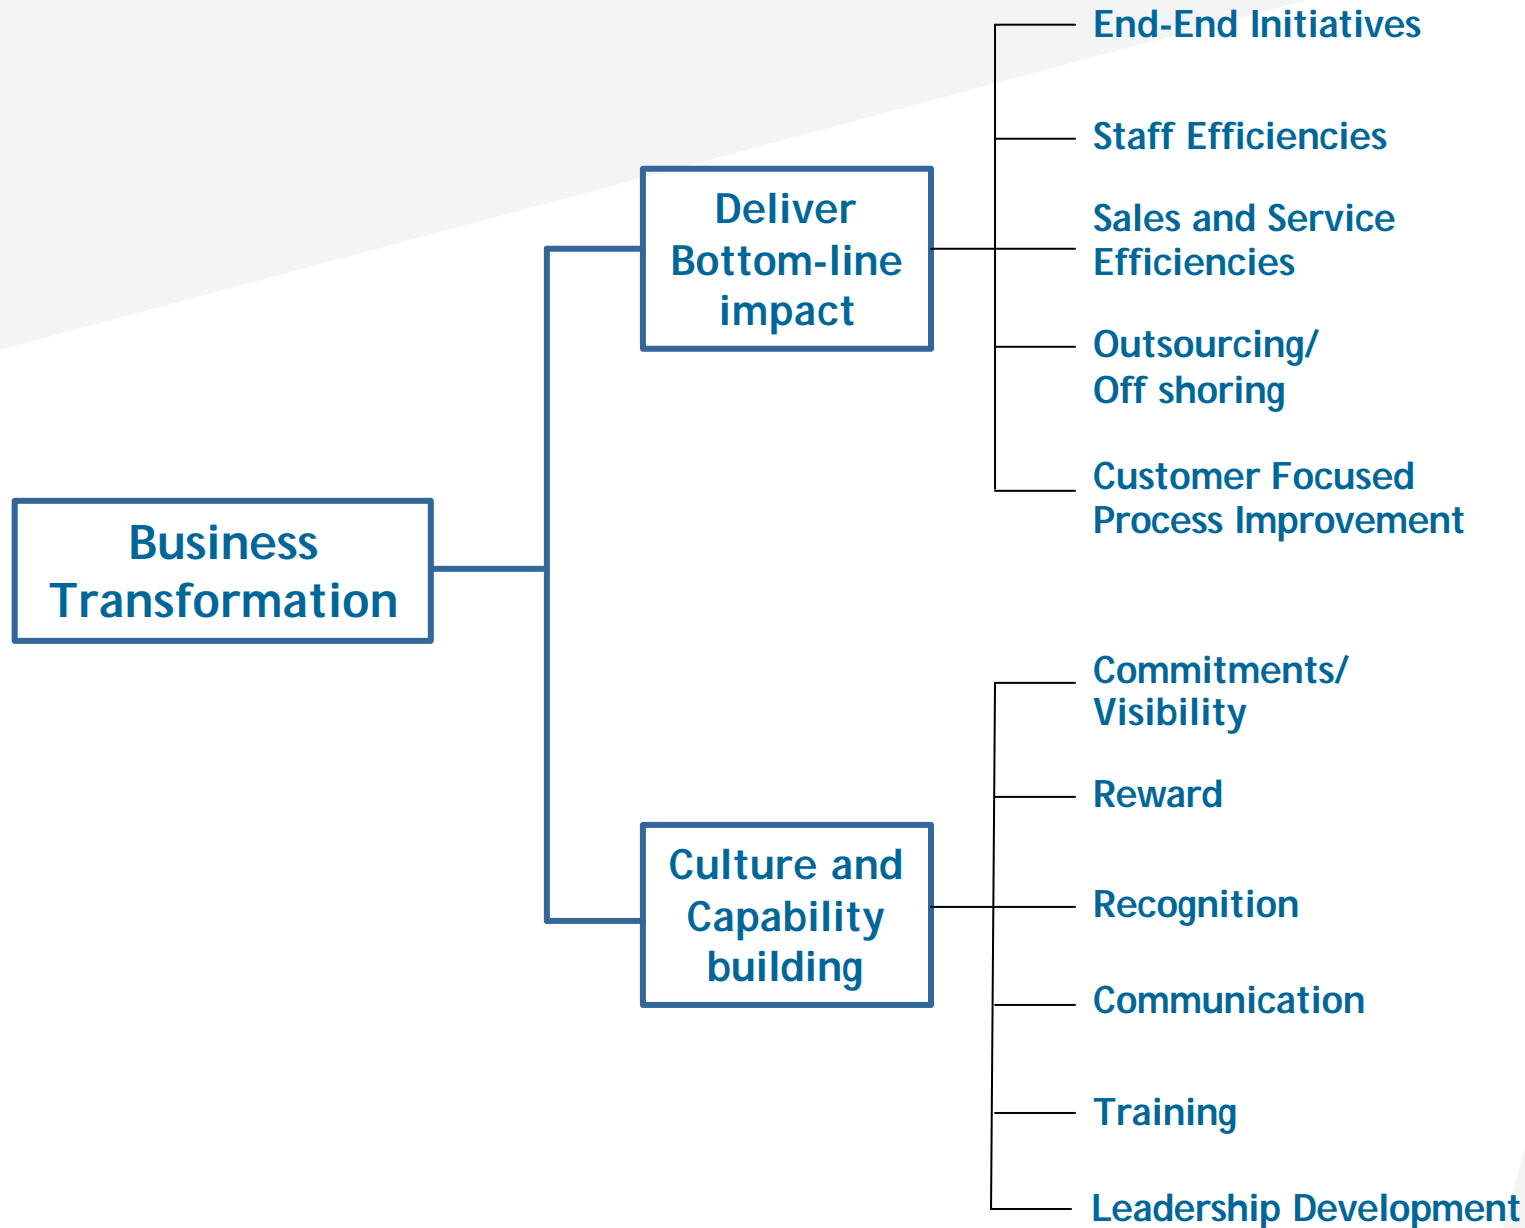 Business
Transformation
Deliver
Bottom-line
impact
End-End Initiatives
Staff Efficiencies
Sales and Service
Efficiencies
Outsourcing/
Off shoring
Customer Focused
Process Improvement
Culture and
Capability
building
Commitments/
Visibility
Reward
Recognition
Communication
Training
Leadership Development